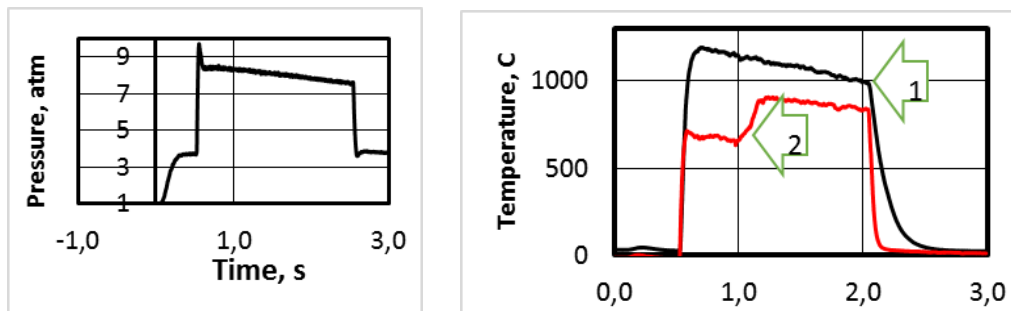 Pressure, atm
9
7
5
3
1
-1,0 1,0 3,0
Time, s
Temperature, C
1000
500
0
0,0 1,0 2,0 3,0
1
2